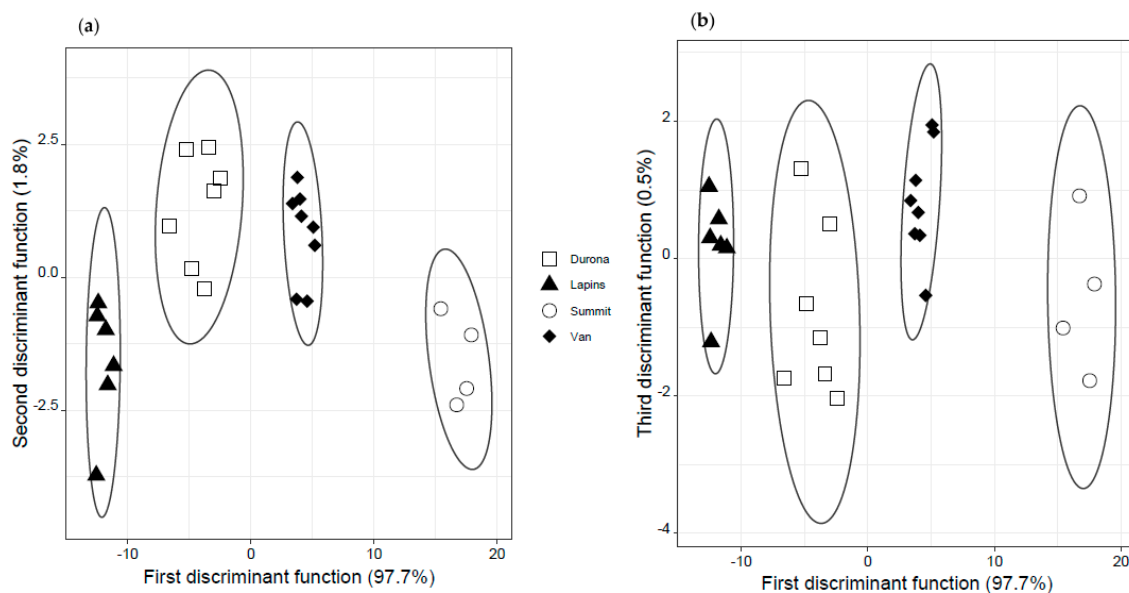 (a)
Second discriminant function (1.8%)
2.5
0.0
-2.5
-10
0
10
20
First discriminant function (97.7%)
Durona
Lapins
Summit
Van
(b)
Third discriminant function (0.5%)
2
0
-2
-4
-10
0
10
20
First discriminant function (97.7%)